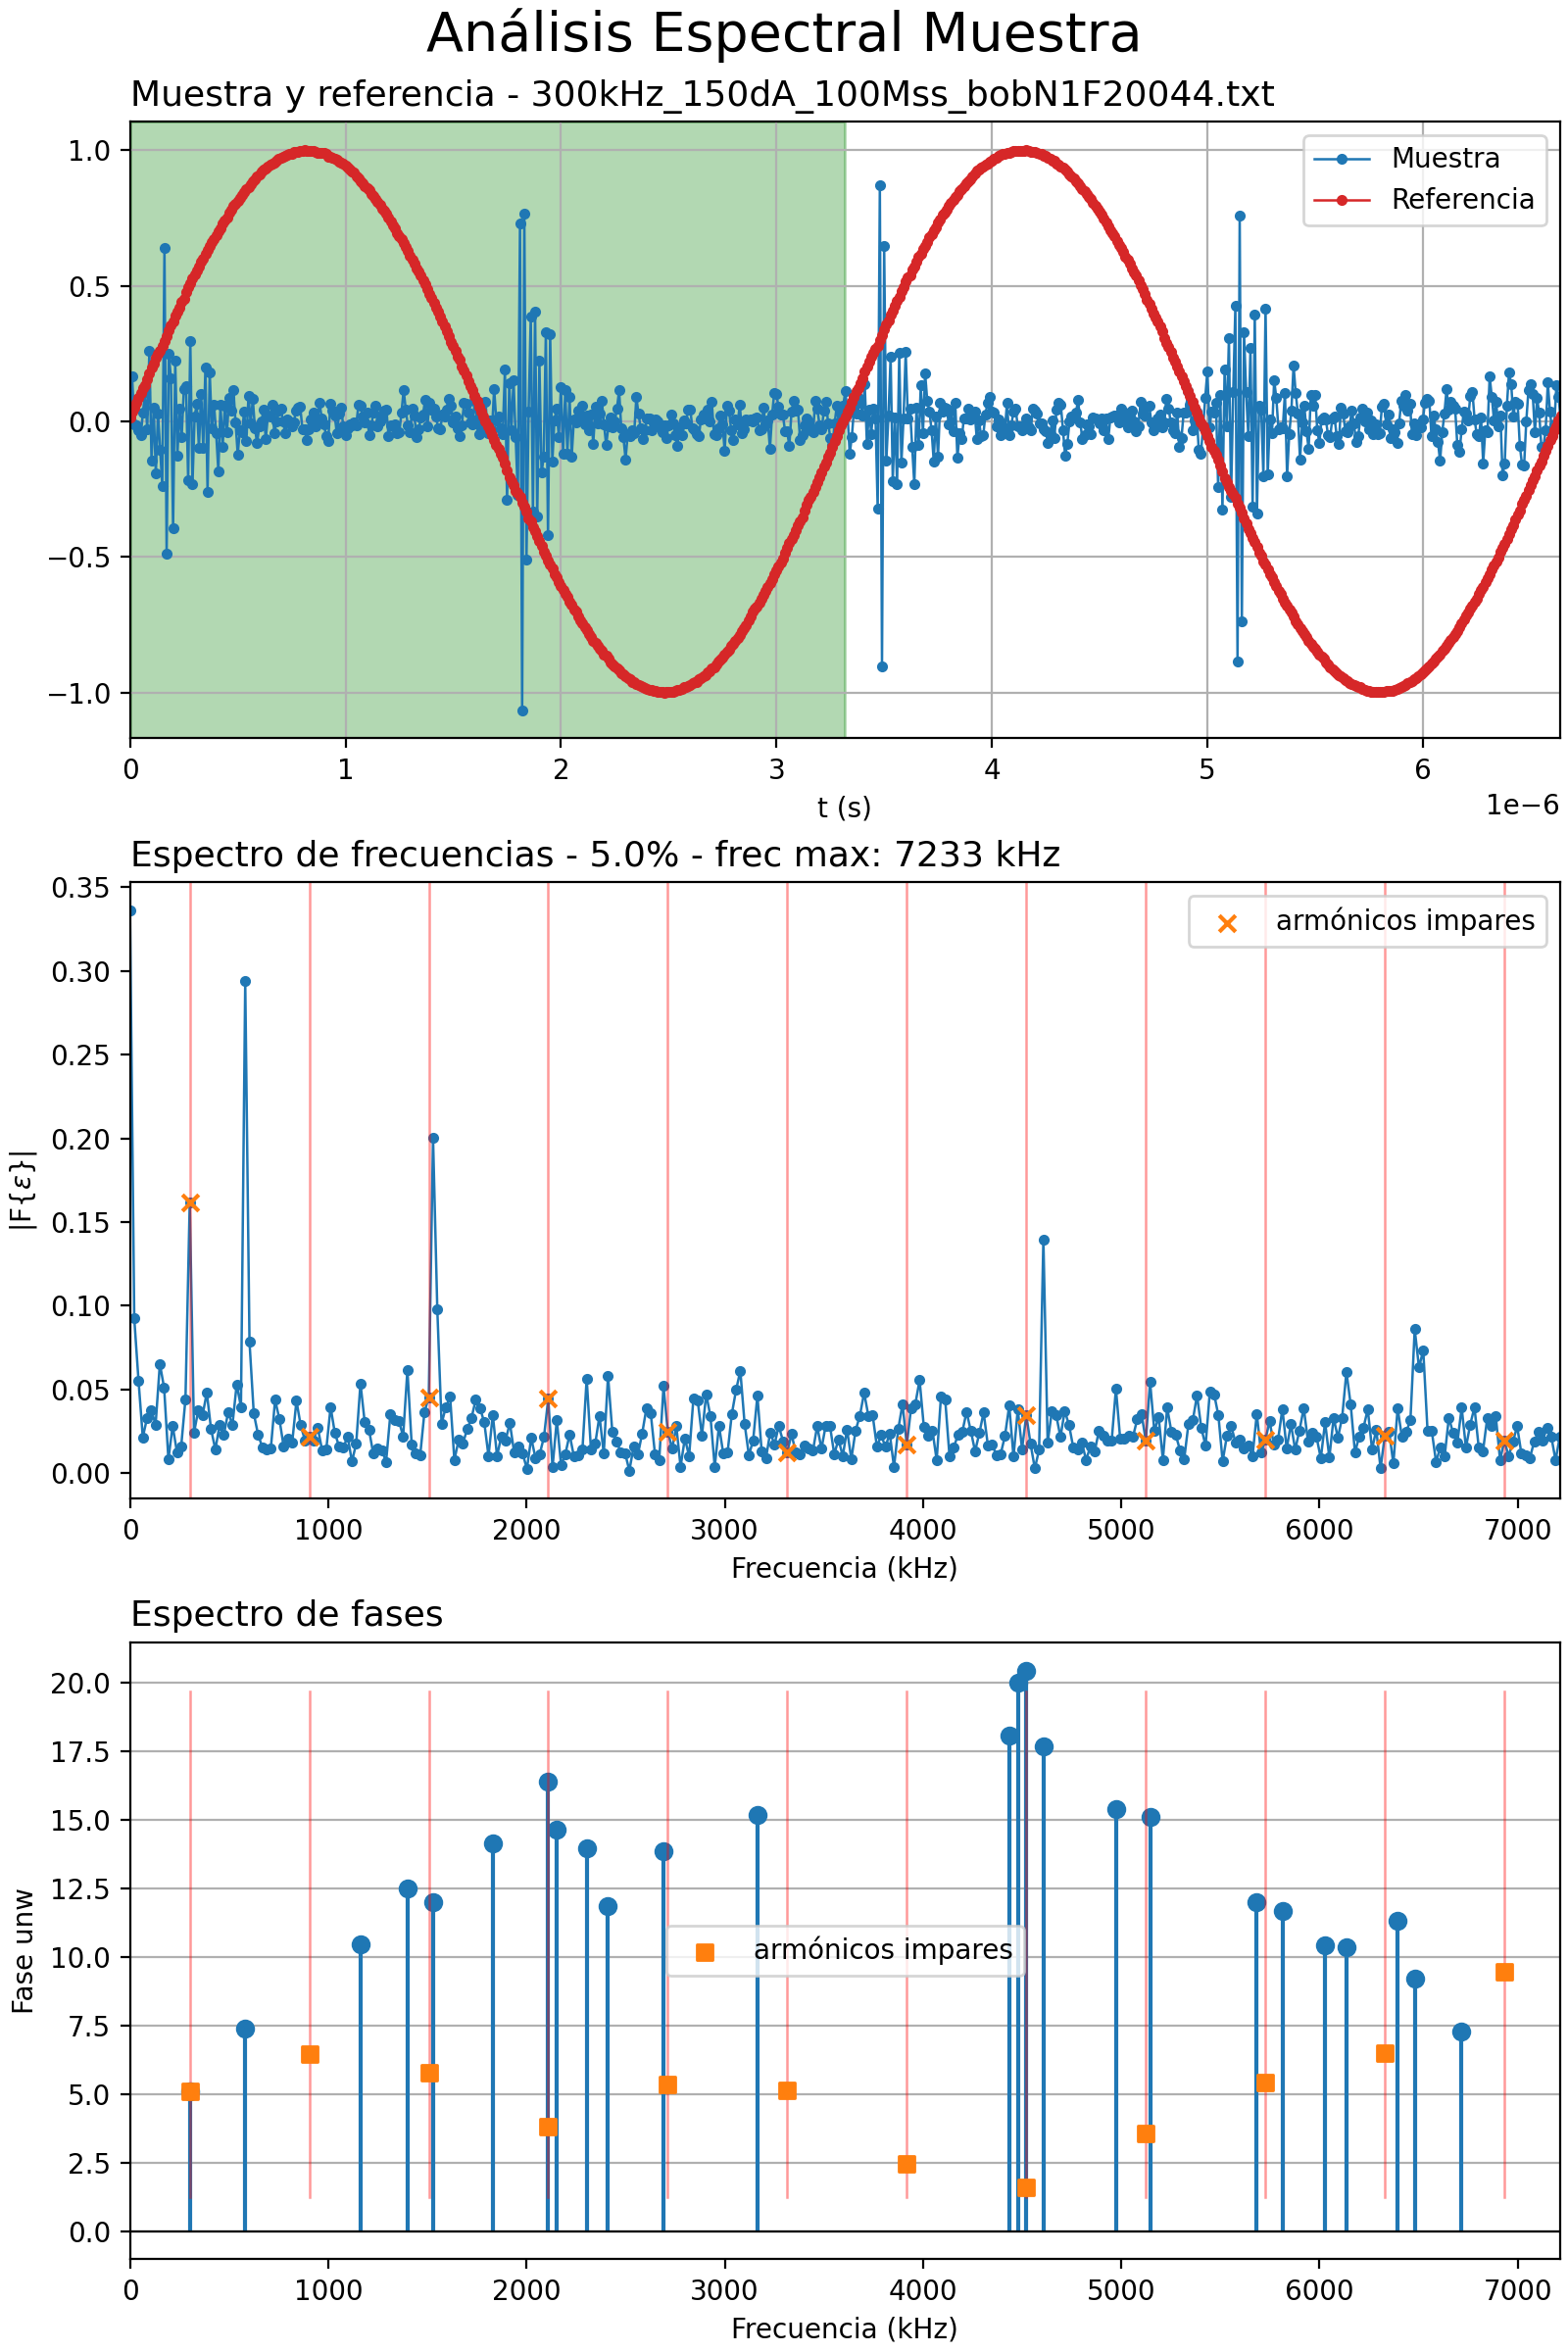 Análisis Espectral Muestra
Muestra y referencia - 300kHz_150dA_100Mss_bobN1F20044.txt
1.0
0.5
0.0
−0.5
−1.0
Muestra
Referencia
0 1 2 3 4 5 6
1e−6
t (s)
Espectro de frecuencias - 5.0% - frec max: 7233 kHz
0.35
0.30
0.25
0.20
0.15
0.10
0.05
0.00
|F{ε}|
armónicos impares
0 1000 2000 3000 4000 5000 6000 7000
Frecuencia (kHz)
Espectro de fases
20.0
17.5
15.0
12.5
10.0
7.5
5.0
2.5
0.0
Fase unw
armónicos impares
0 1000 2000 3000 4000 5000 6000 7000
Frecuencia (kHz)